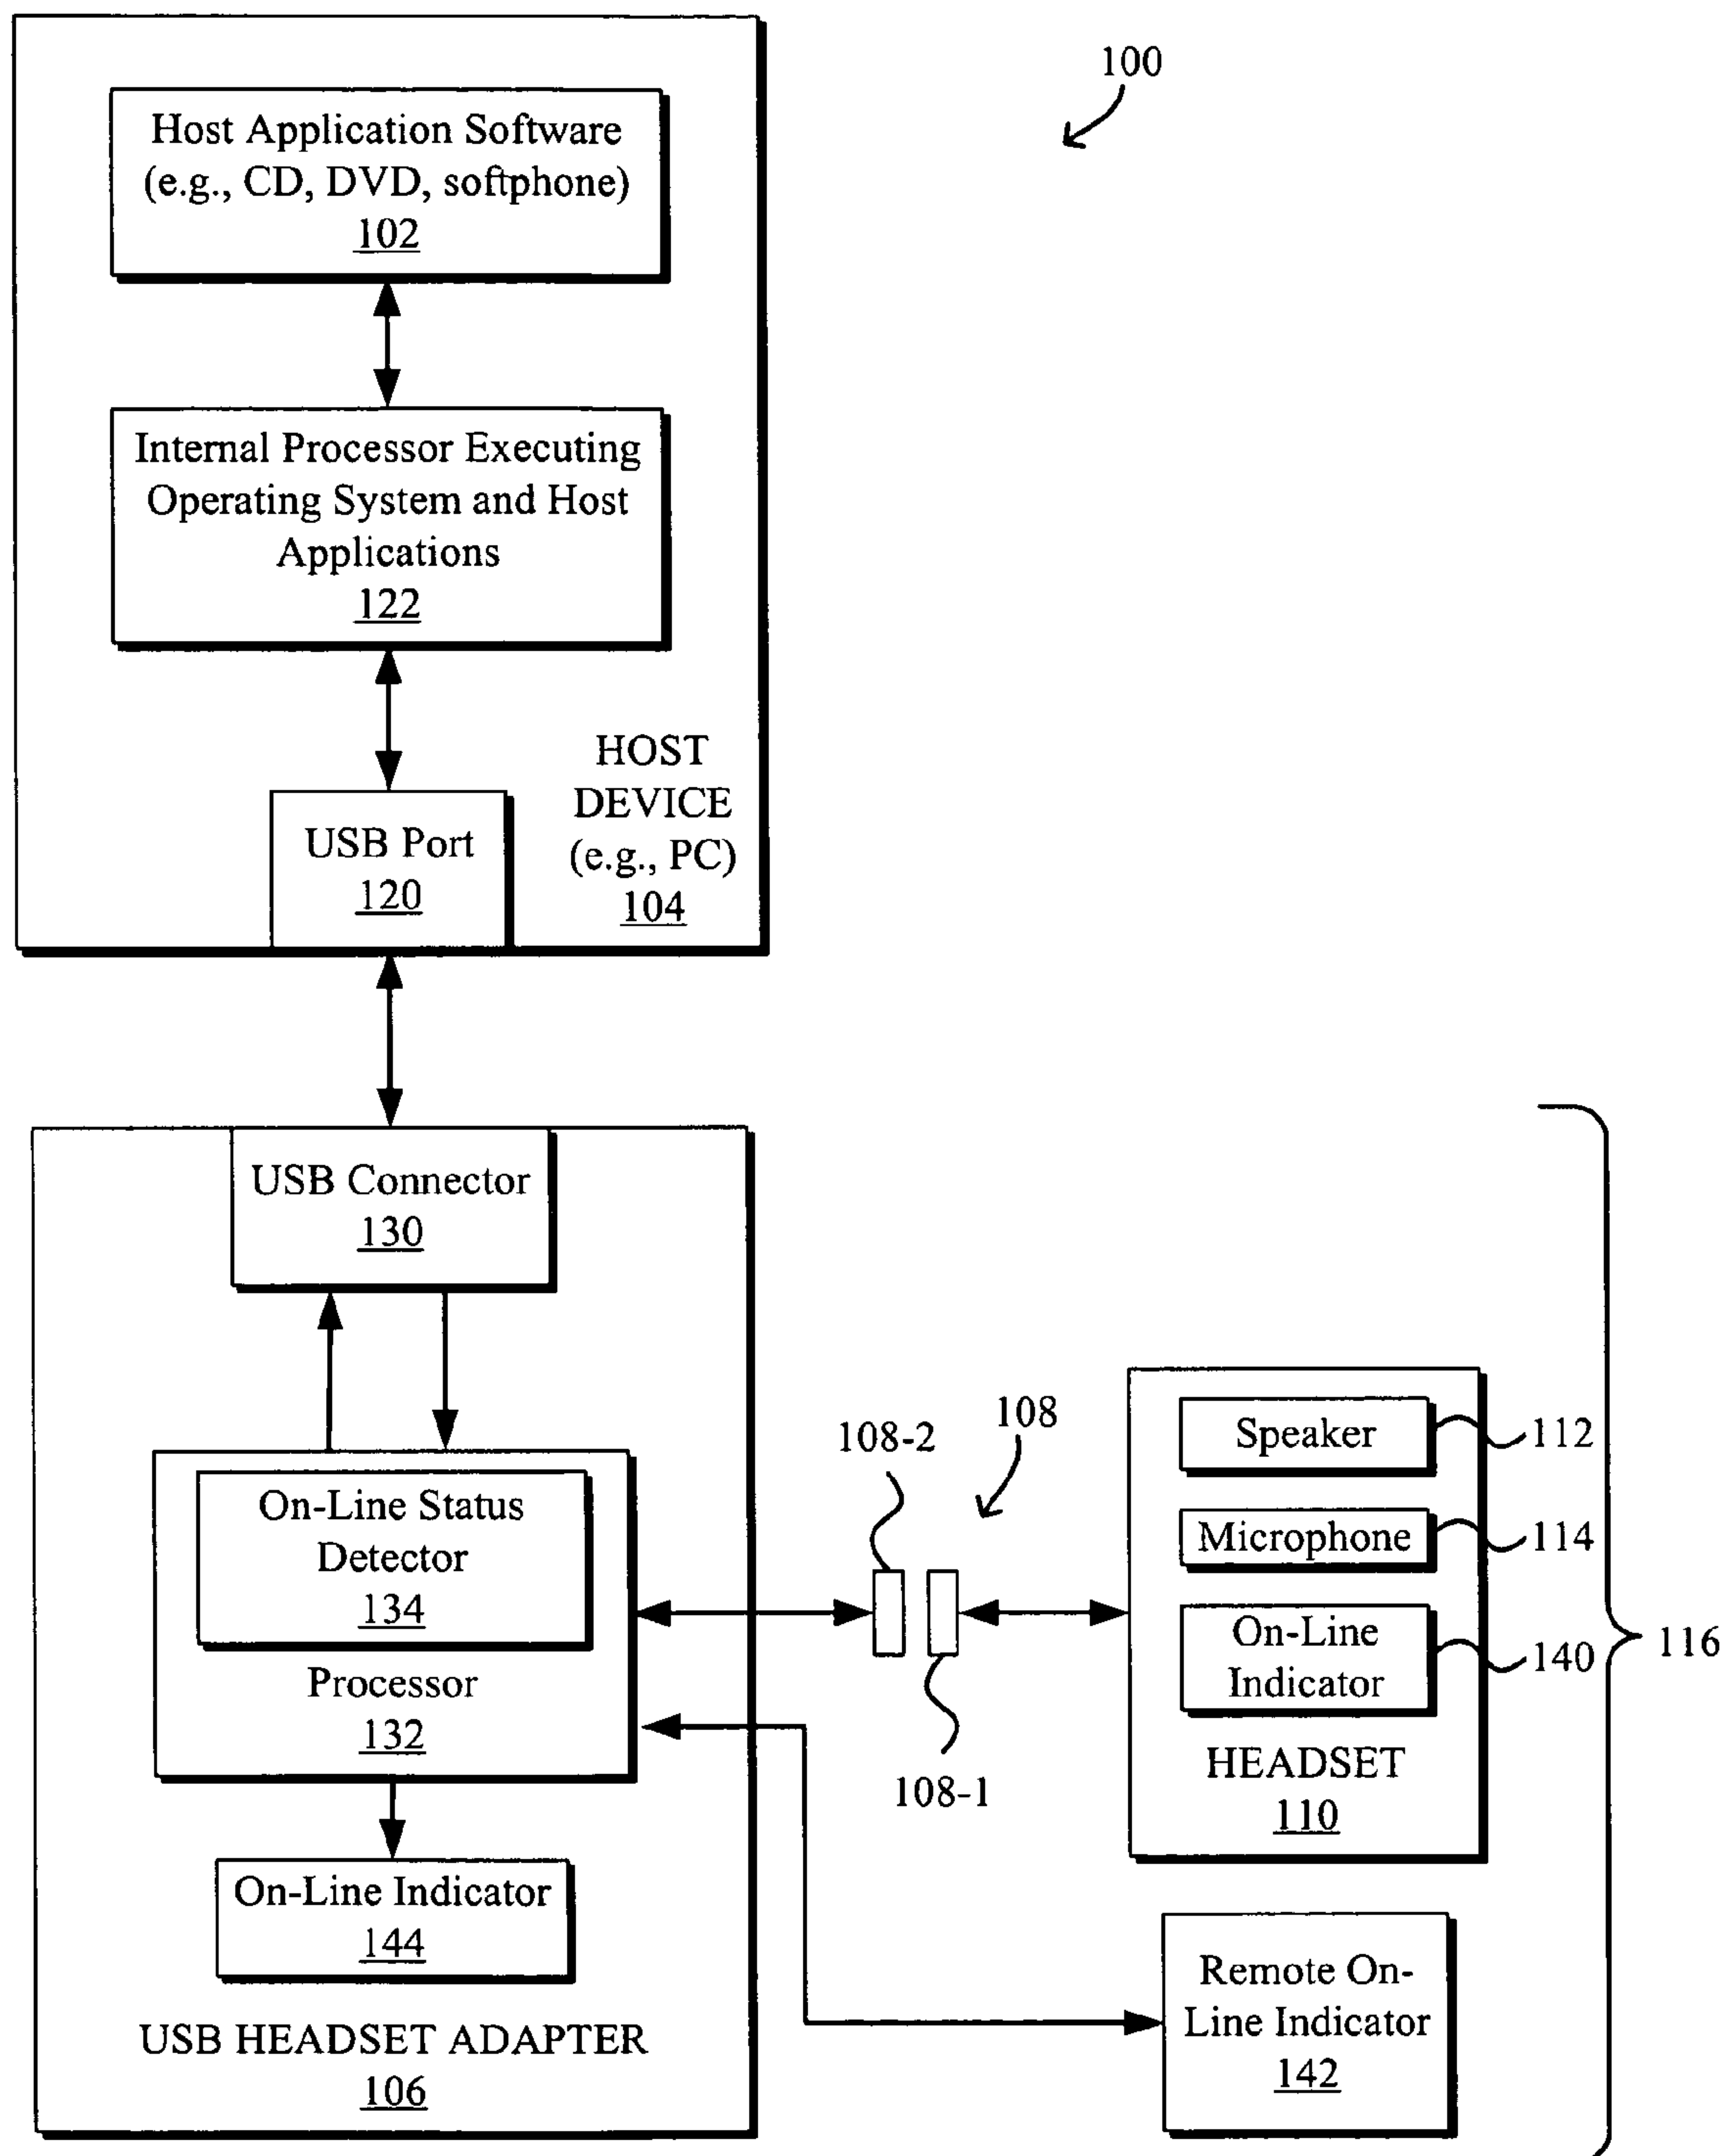 100
Host Application Software
(e.g., CD, DVD, softphone)
102
Internal Processor Executing
Operating System and Host
Applications
122
HOST
DEVICE
(e.g., PC)
104
USB Port
120
USB Connector
130
On-Line Status
Detector
134
Processor
132
On-Line Indicator
144
USB HEADSET ADAPTER
106
108-2
108
108-1
Speaker
112
Microphone
114
On-Line
Indicator
140
HEADSET
110
116
Remote On-
Line Indicator
142